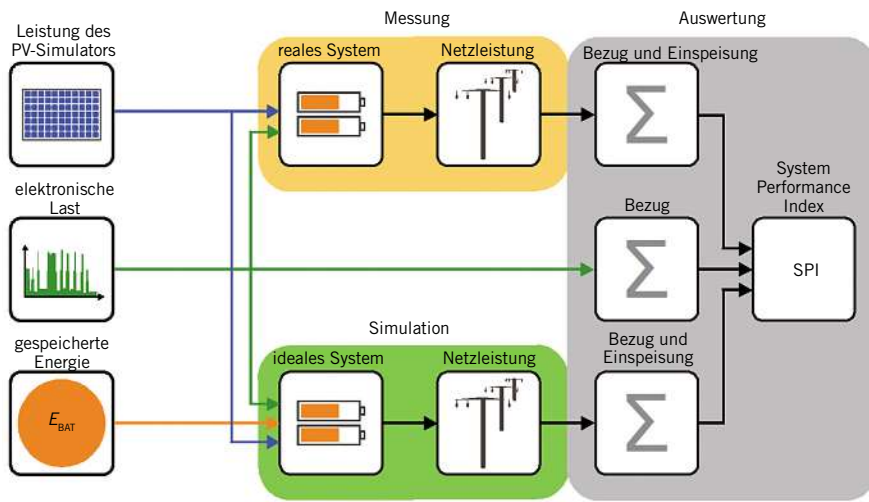 Messung
Auswertung
Leistung des
PV-Simulators
reales System
Netzleistung
Bezug und Einspeisung
elektronische
Last
Bezug
System
Performance
Index
SPI
Simulation
gespeicherte
Energie
ideales System
Netzleistung
Bezug und
Einspeisung
E_BAT
Σ
Σ
Σ